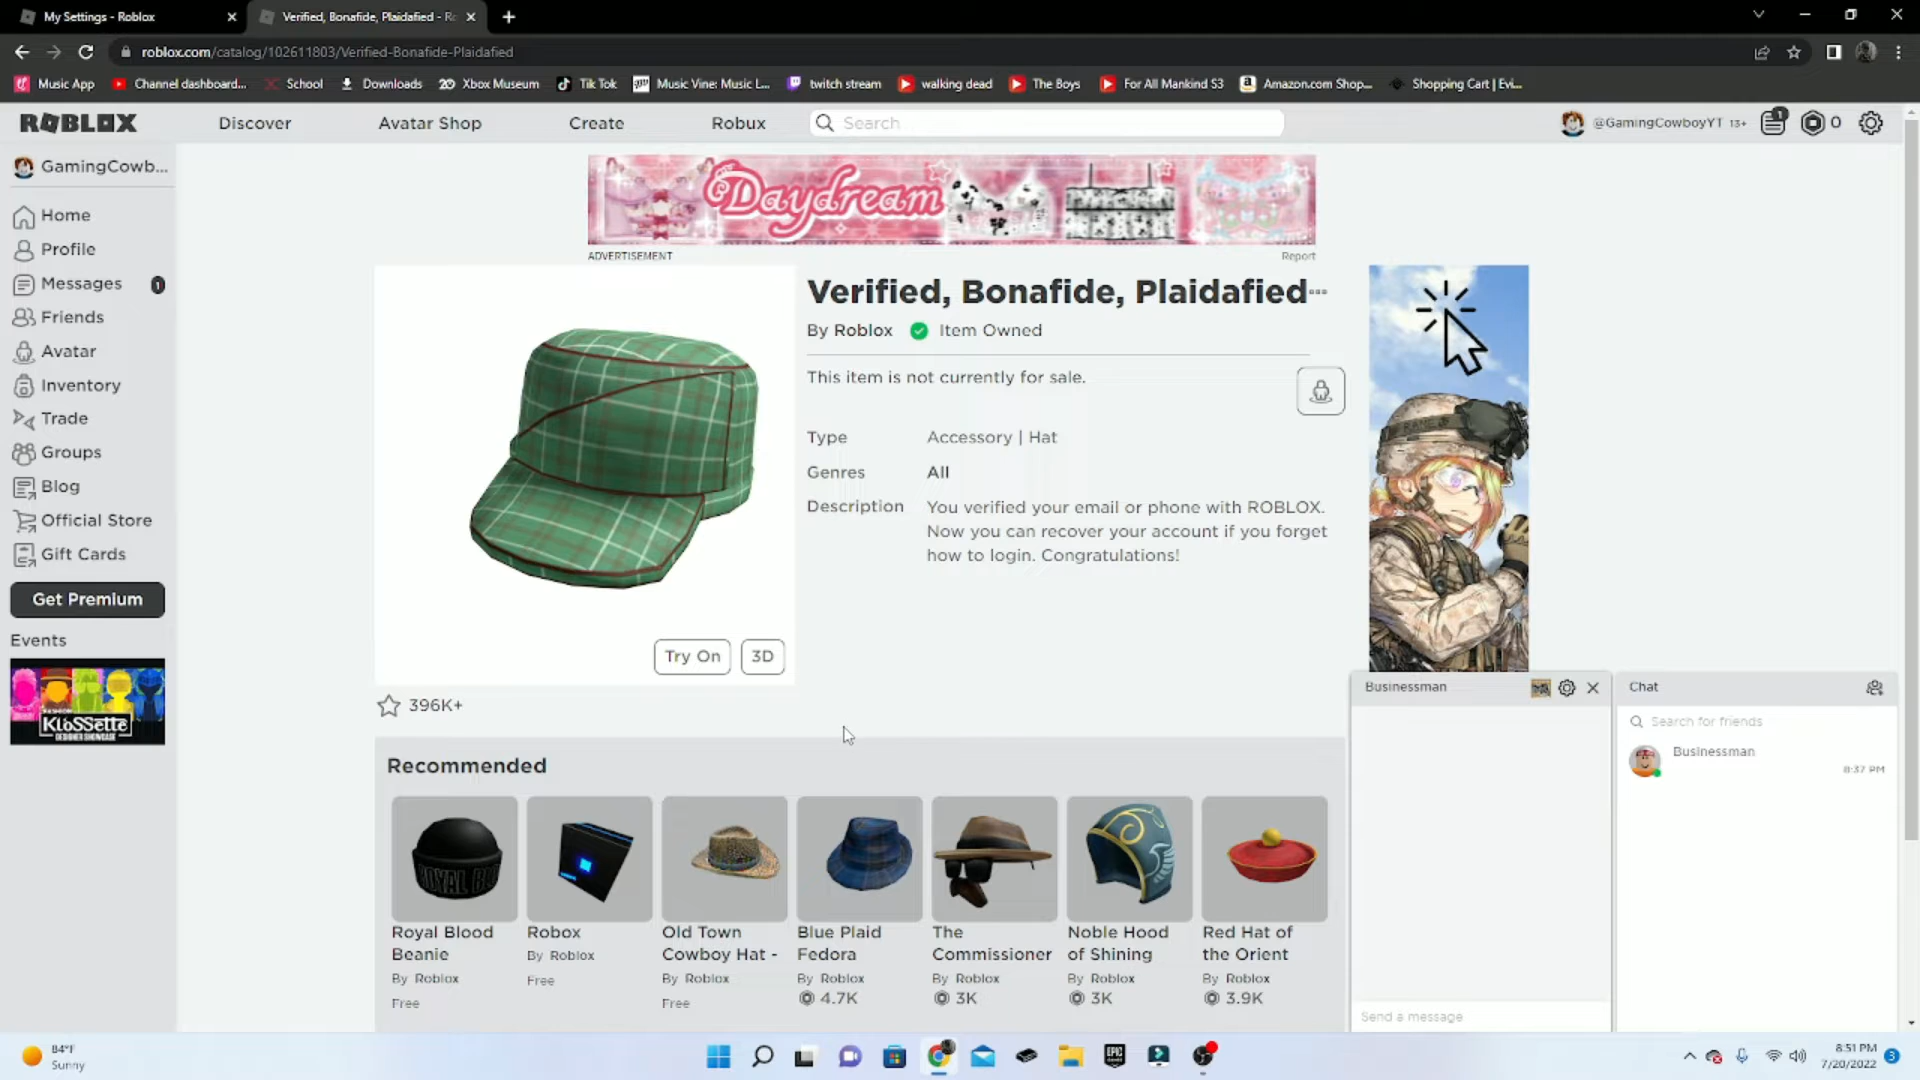 My Settings - Roblox
Verified, Bonafide, Plaidafied - Ro
roblox.com/catalog/102611803/Verified-Bonafide-Plaidafied
Music App
Channel dashboard...
School
Downloads
Xbox Museum
Tik Tok
Music Vine: Music L...
twitch stream
walking dead
The Boys
For All Mankind S3
Amazon.com Shop...
Shopping Cart | Evi...
ROBLOX
Discover
Avatar Shop
Create
Robux
Search
@GamingCowboyYT 13+
1
0
GamingCowb...
Home
Profile
Messages
1
Friends
Avatar
Inventory
Trade
Groups
Blog
Official Store
Gift Cards
Get Premium
Events
KLOSSette
DESIGNER SHOWCASE
Daydream
ADVERTISEMENT
Report
Verified, Bonafide, Plaidafied
By Roblox
Item Owned
This item is not currently for sale.
Type
Accessory | Hat
Genres
All
Description
You verified your email or phone with ROBLOX.
Now you can recover your account if you forget
how to login. Congratulations!
Try On
3D
396K+
Recommended
Royal Blood
Beanie
By Roblox
Free
Robox
By Roblox
Free
Old Town
Cowboy Hat -
By Roblox
Free
Blue Plaid
Fedora
By Roblox
4.7K
The
Commissioner
By Roblox
3K
Noble Hood
of Shining
By Roblox
3K
Red Hat of
the Orient
By Roblox
3.9K
Businessman
Send a message
Chat
Search for friends
Businessman
8:37 PM
84°F
Sunny
EPIC
8:51 PM
7/20/2022
3